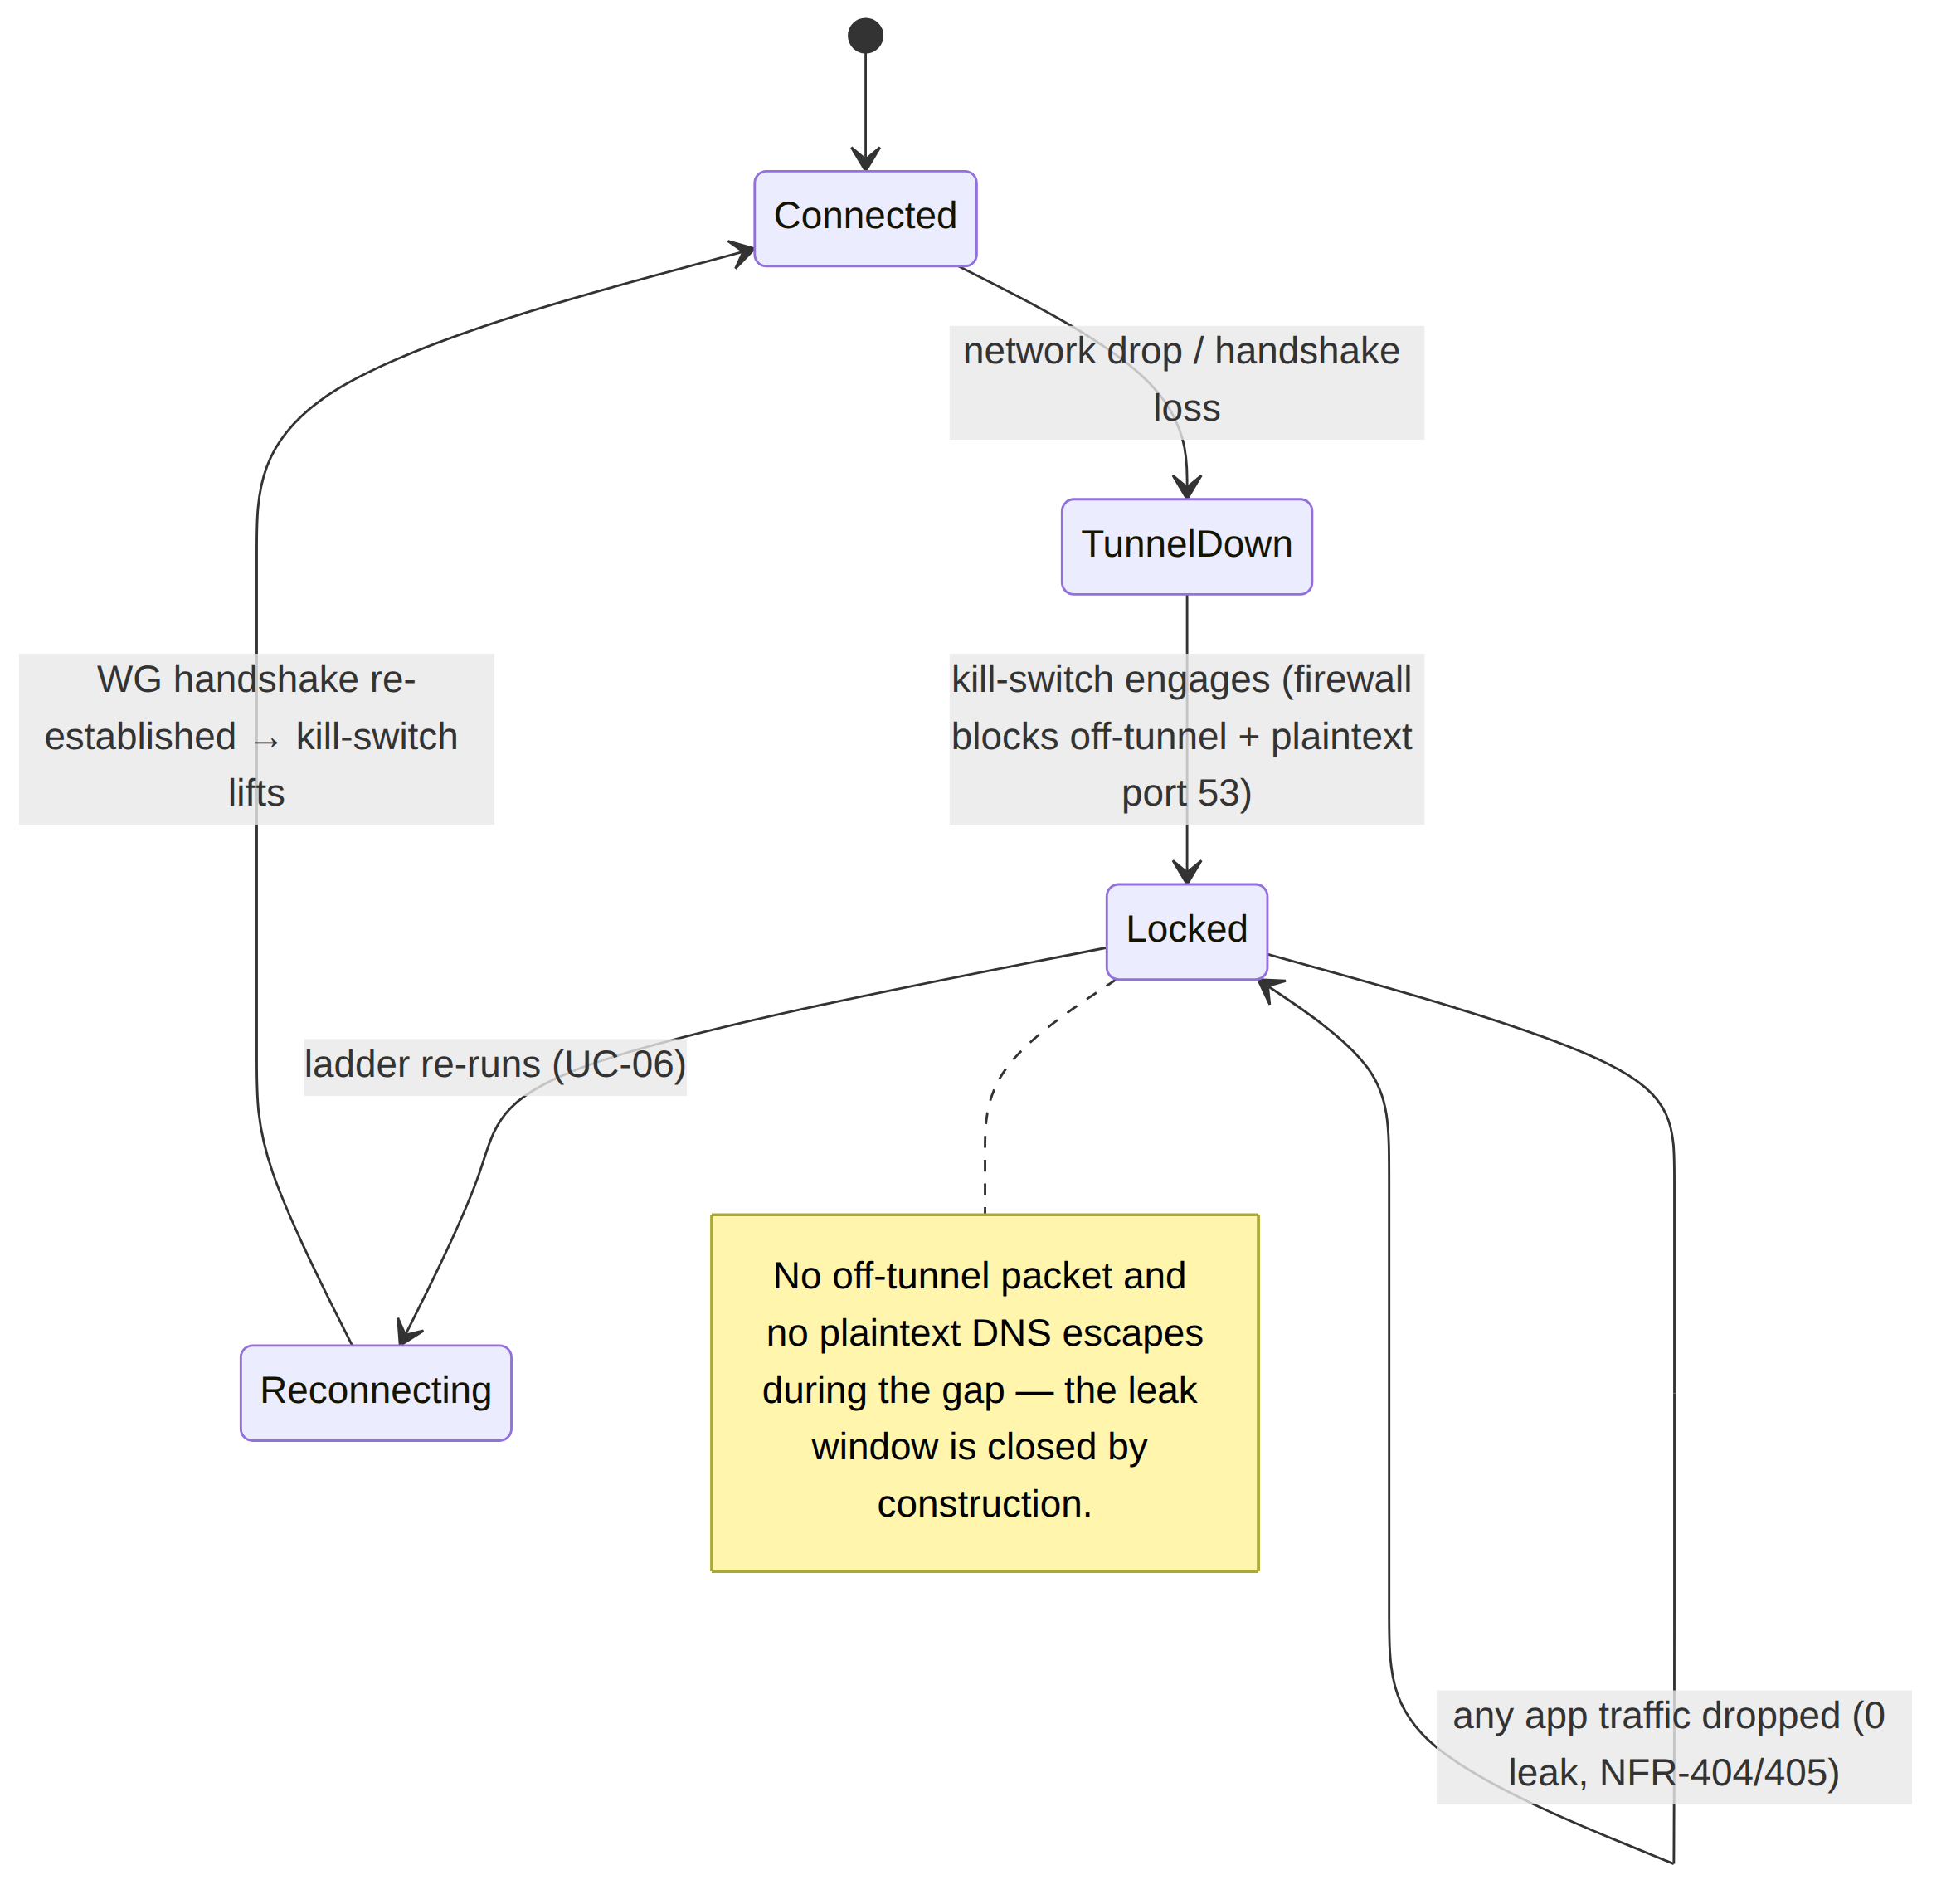 Connected
network drop / handshake
loss
TunnelDown
WG handshake re-
established → kill-switch
lifts
kill-switch engages (firewall
blocks off-tunnel + plaintext
port 53)
Locked
ladder re-runs (UC-06)
No off-tunnel packet and
no plaintext DNS escapes
during the gap — the leak
window is closed by
construction.
Reconnecting
any app traffic dropped (0
leak, NFR-404/405)